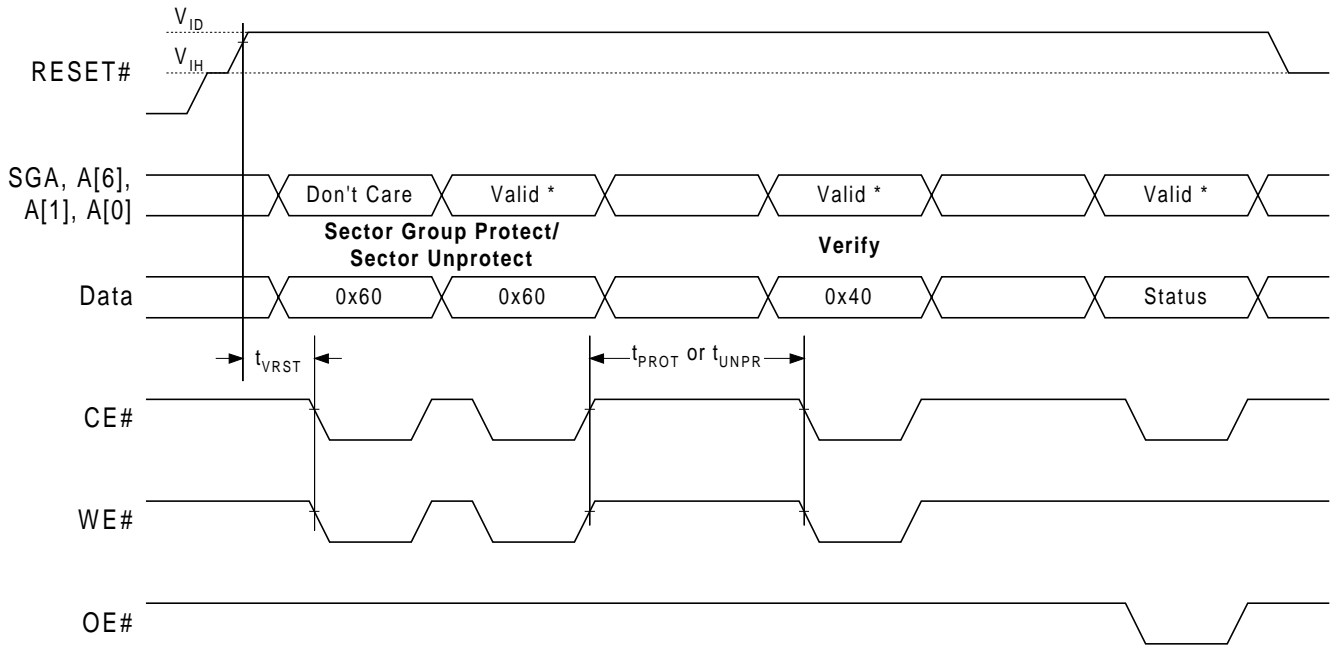 V_ID
V_IH
RESET#
SGA, A[6],
A[1], A[0]
Don't Care Valid * Valid * Valid *
Sector Group Protect/
Sector Unprotect
Verify
Data 0x60 0x60 0x40 Status
t_VRST t_PROT or t_UNPR
CE#
WE#
OE#